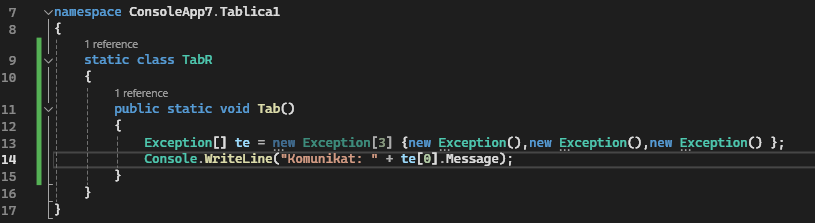 7 namespace ConsoleApp7.Tablica1
8 {
1 reference
9 static class TabR
10 {
1 reference
11 public static void Tab()
12 {
13 Exception[] te = new Exception[3] {new Exception(),new Exception(),new Exception() };
14 Console.WriteLine("Komunikat: " + te[0].Message);
15 }
16 }
17 }